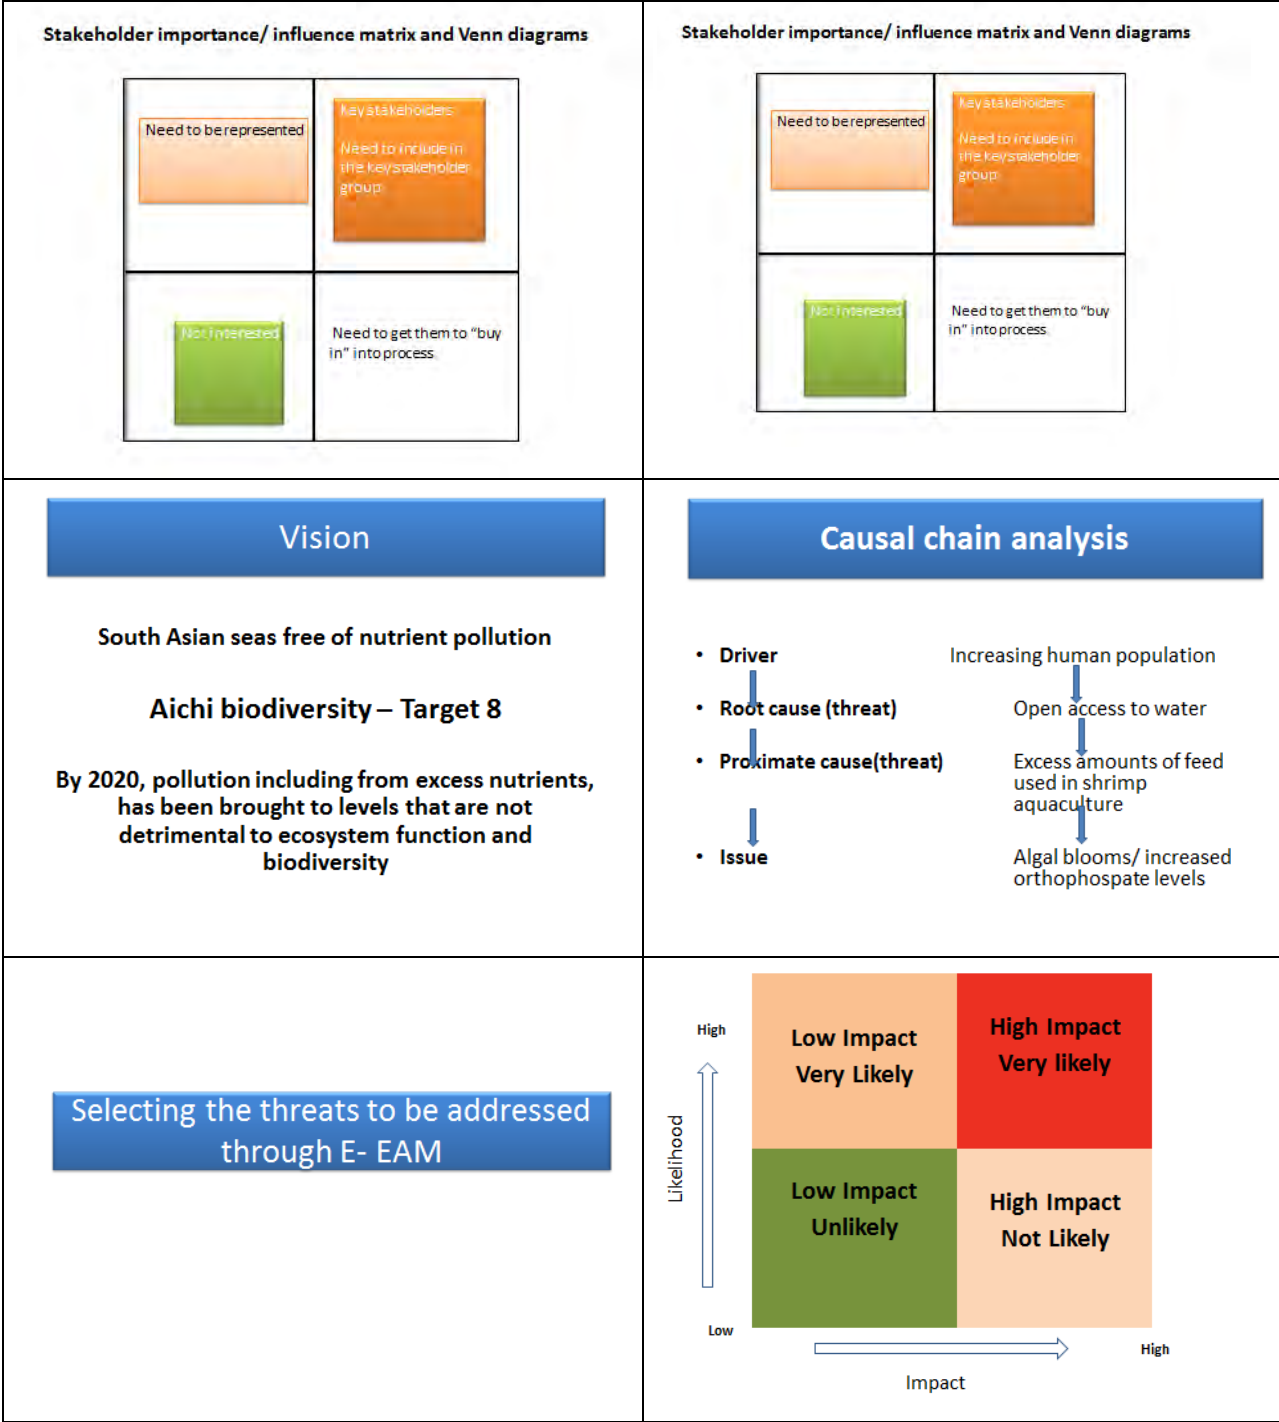 Stakeholder importance/ influence matrix and Venn diagrams
Need to be represented
Key stakeholders
Need to include in
the key stakeholder
group
Not interested
Need to get them to “buy
in” into process
Stakeholder importance/ influence matrix and Venn diagrams
Need to be represented
Key stakeholders
Need to include in
the key stakeholder
group
Not interested
Need to get them to “buy
in” into process
Vision
South Asian seas free of nutrient pollution
Aichi biodiversity – Target 8
By 2020, pollution including from excess nutrients,
has been brought to levels that are not
detrimental to ecosystem function and
biodiversity
Causal chain analysis
• Driver
Increasing human population
• Root cause (threat)
Open access to water
• Proximate cause(threat)
Excess amounts of feed
used in shrimp
aquaculture
• Issue
Algal blooms/ increased
orthophospate levels
Selecting the threats to be addressed
through E- EAM
High
Low Impact
Very Likely
High Impact
Very likely
Likelihood
Low Impact
Unlikely
High Impact
Not Likely
Low
High
Impact